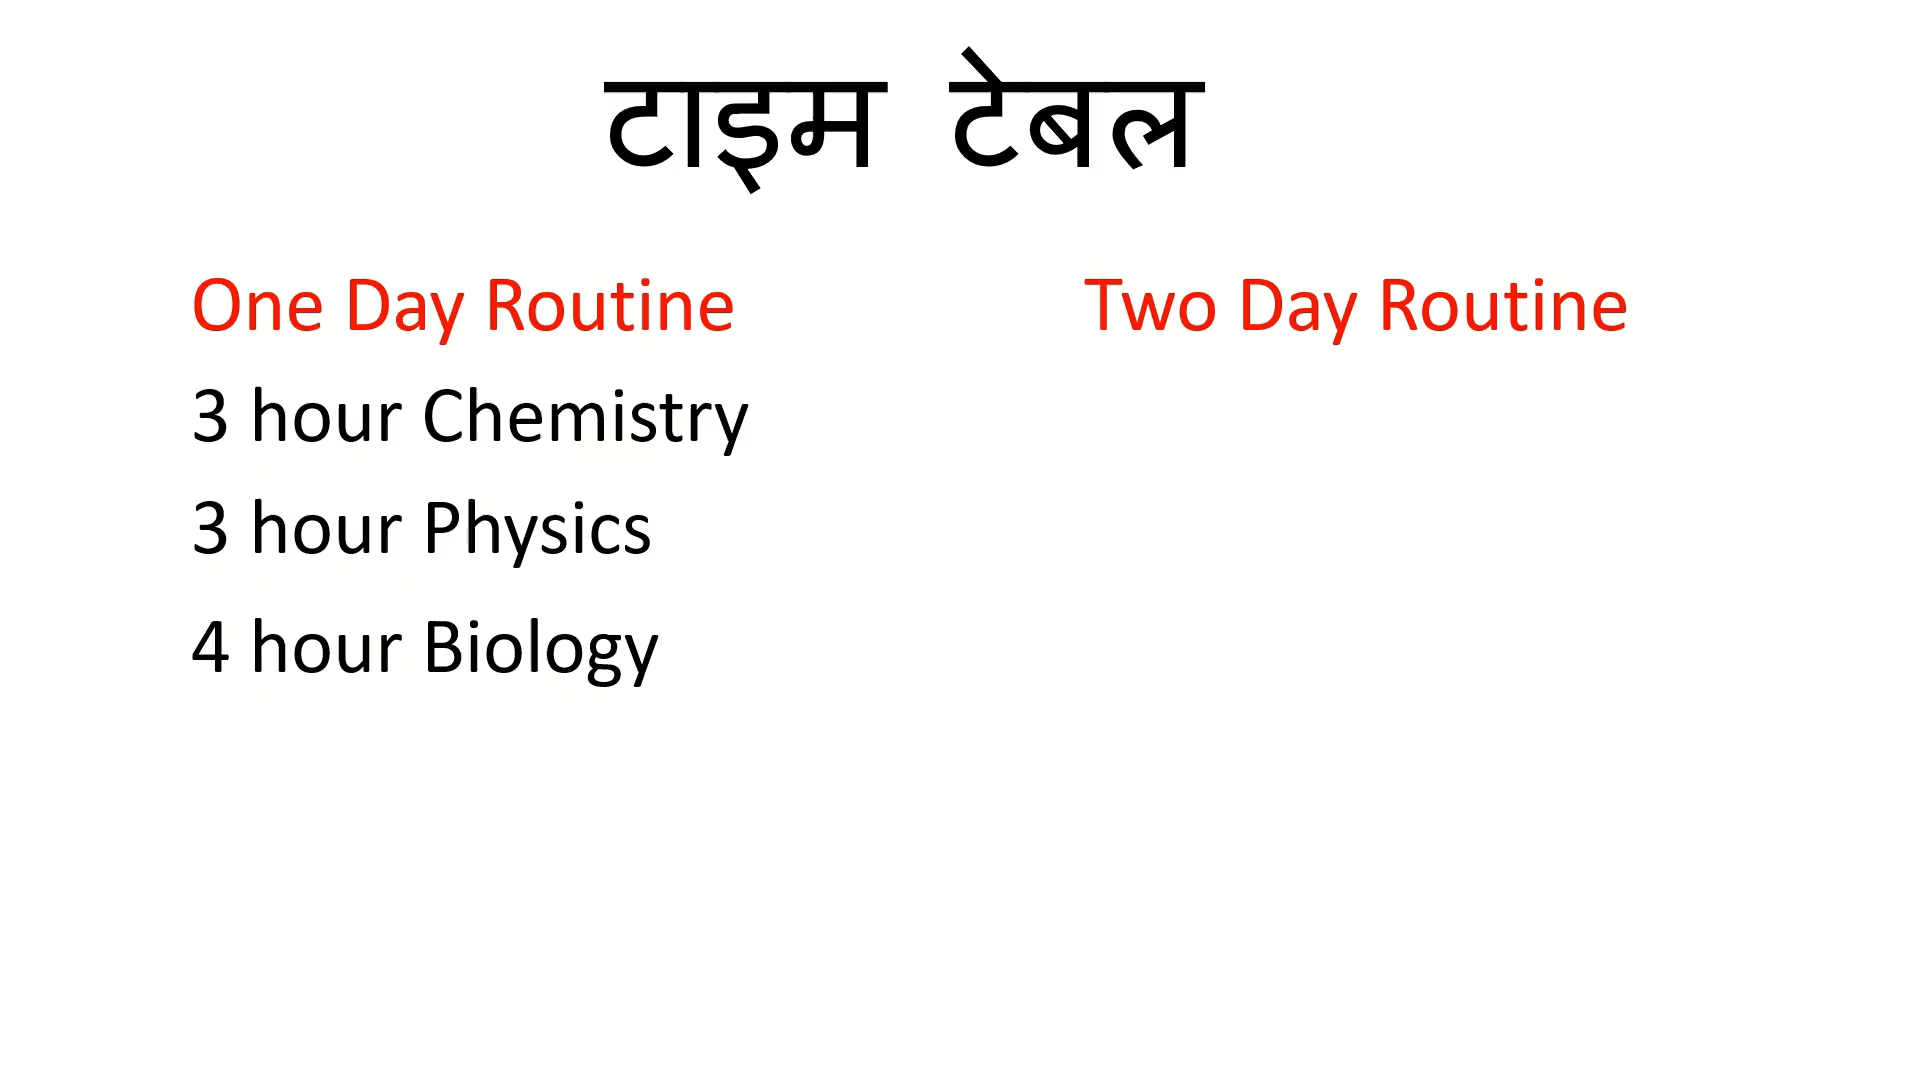 टाइम टेबल
One Day Routine
Two Day Routine
3 hour Chemistry
3 hour Physics
4 hour Biology